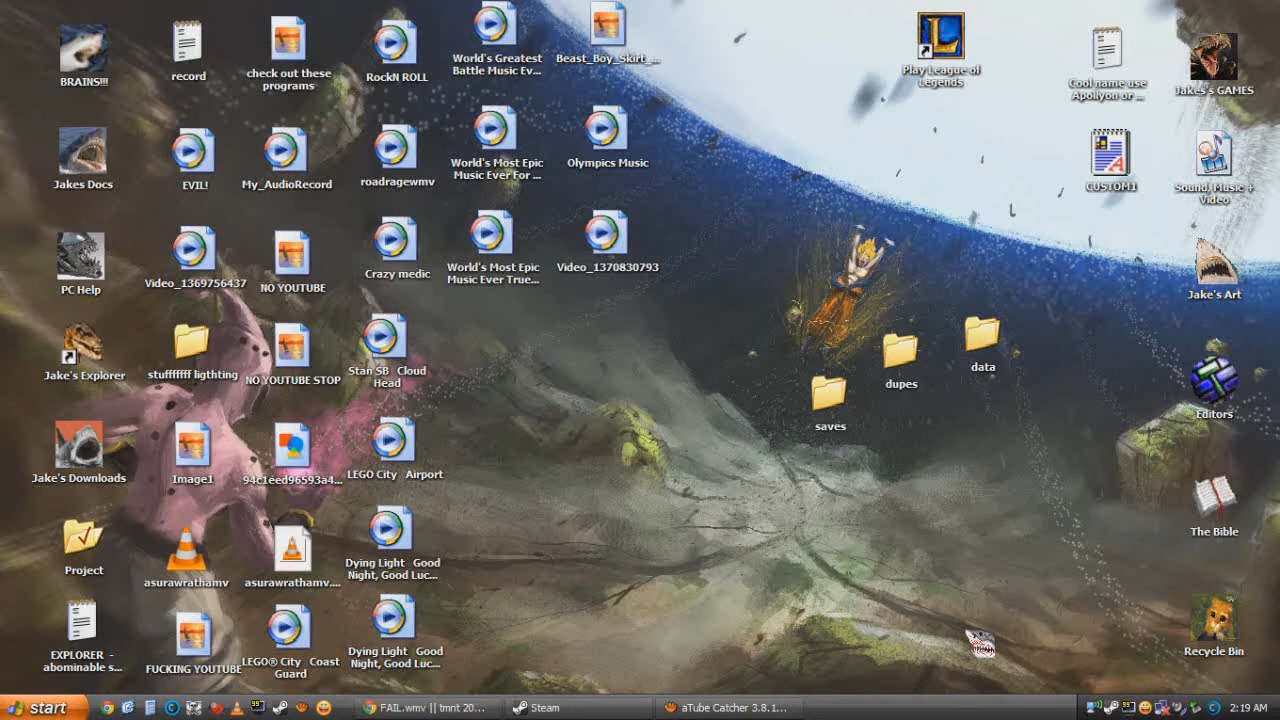 BRAINS!!!
record
check out these
programs
RockN ROLL
World's Greatest
Battle Music Ev...
Beast_Boy_Skirt_...
Play League of
Legends
Cool name use
Apollyon or ...
Jakes's GAMES
Jakes Docs
EVIL!
My_AudioRecord
roadragewmv
World's Most Epic
Music Ever For ...
Olympics Music
CUSTOM1
Sound, Music +
Video
PC Help
Video_1369756437
NO YOUTUBE
Crazy medic
World's Most Epic
Music Ever True...
Video_1370830793
Jake's Art
Jake's Explorer
stufffffff ligthting
NO YOUTUBE STOP
Stan SB Cloud
Head
saves
dupes
data
Editors
Jake's Downloads
Image1
94c1eed96593a4...
LEGO City Airport
The Bible
Project
asurawrathamv
asurawrathamv....
Dying Light Good
Night, Good Luc...
EXPLORER -
abominable s...
FUCKING YOUTUBE
LEGO® City Coast
Guard
Dying Light Good
Night, Good Luc...
Recycle Bin
start
FAIL.wmv || tmnt 20...
Steam
aTube Catcher 3.8.1...
2:19 AM